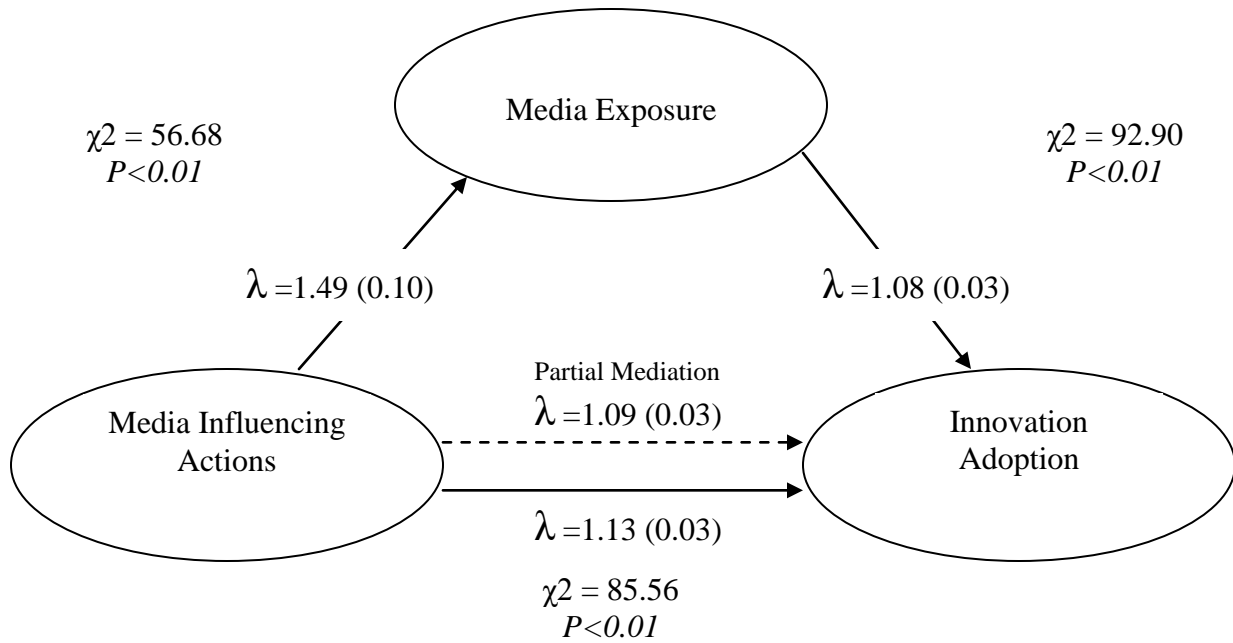 Media Exposure
χ2 = 56.68
P<0.01
χ2 = 92.90
P<0.01
λ =1.49 (0.10)
λ =1.08 (0.03)
Partial Mediation
λ =1.09 (0.03)
Media Influencing
Actions
Innovation
Adoption
λ =1.13 (0.03)
χ2 = 85.56
P<0.01